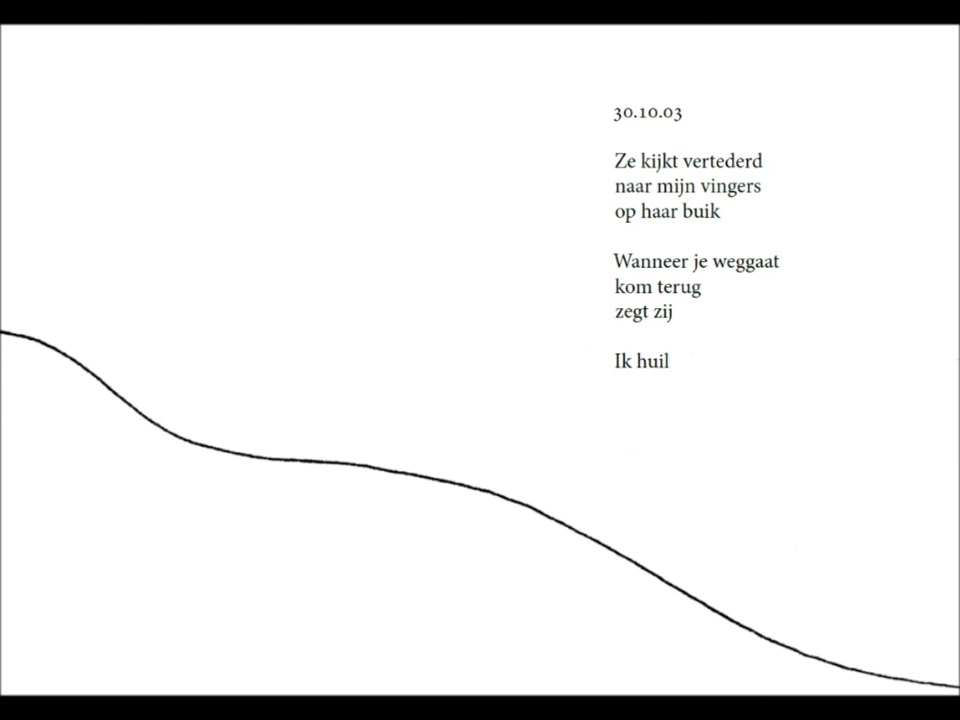 30.10.03
Ze kijkt vertederd
naar mijn vingers
op haar buik
Wanneer je weggaat
kom terug
zegt zij
Ik huil